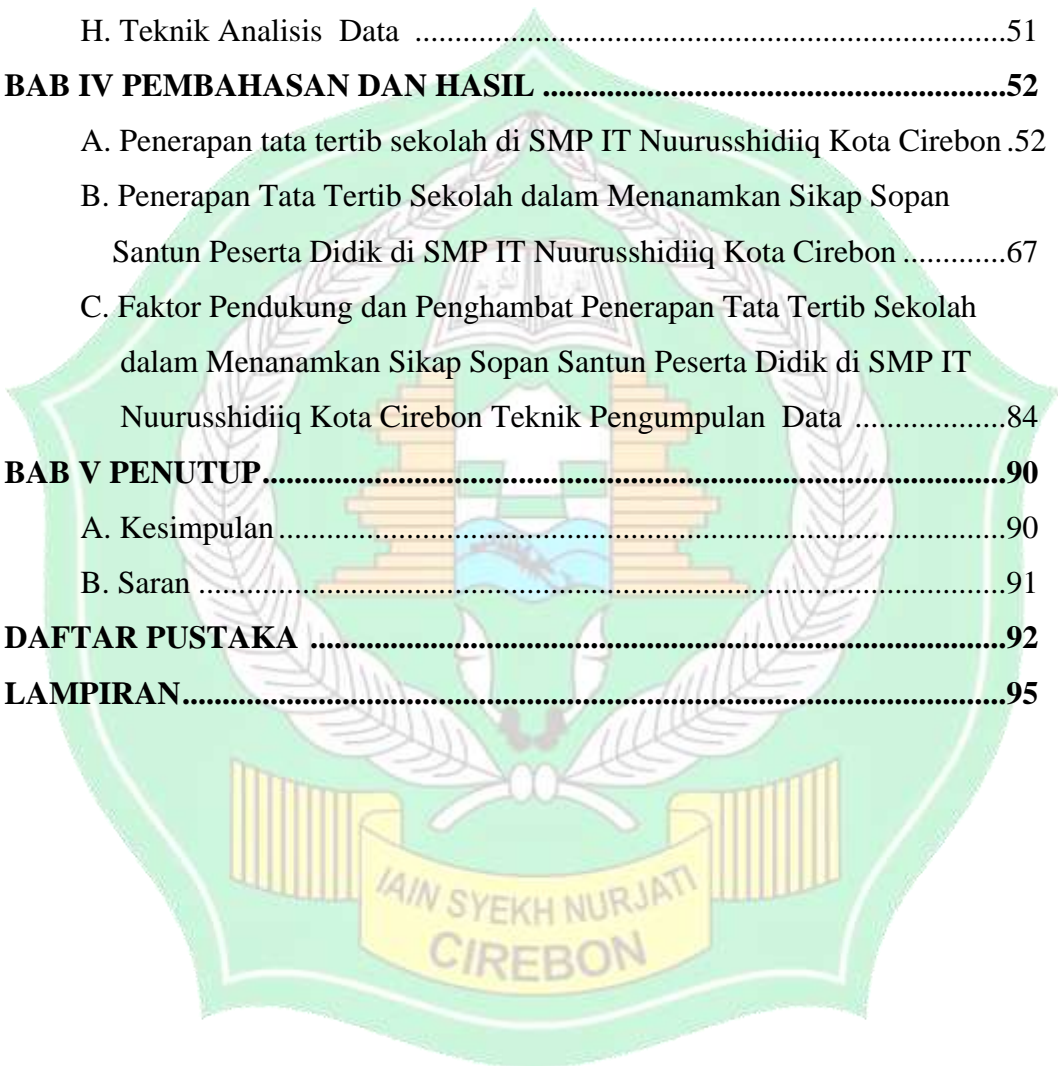 H. Teknik Analisis  Data  ...........................................................................51
BAB IV PEMBAHASAN DAN HASIL ..........................................................52
A. Penerapan tata tertib sekolah di SMP IT Nuurusshidiiq Kota Cirebon .52
B. Penerapan Tata Tertib Sekolah dalam Menanamkan Sikap Sopan
Santun Peserta Didik di SMP IT Nuurusshidiiq Kota Cirebon .............67
C. Faktor Pendukung dan Penghambat Penerapan Tata Tertib Sekolah
dalam Menanamkan Sikap Sopan Santun Peserta Didik di SMP IT
Nuurusshidiiq Kota Cirebon Teknik Pengumpulan  Data  ...................84
BAB V PENUTUP..............................................................................................90
A. Kesimpulan............................................................................................90
B. Saran ......................................................................................................91
DAFTAR PUSTAKA ........................................................................................92
LAMPIRAN........................................................................................................95
IAIN SYEKH NURJATI
CIREBON